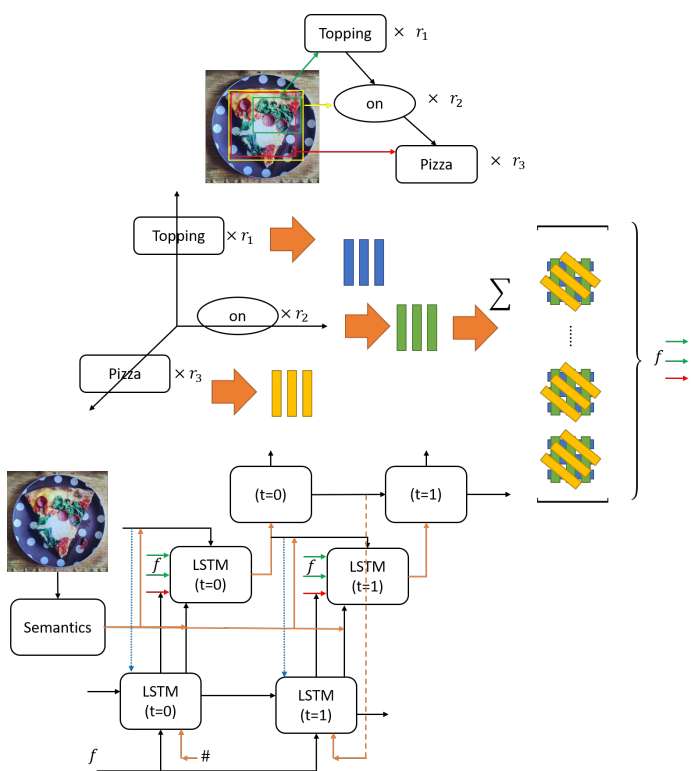 Topping × r₁
on × r₂
Pizza × r₃
Topping × r₁
on × r₂
Pizza × r₃
∑
f
(t=0)
(t=1)
f
LSTM
(t=0)
f
LSTM
(t=1)
Semantics
LSTM
(t=0)
LSTM
(t=1)
f
#